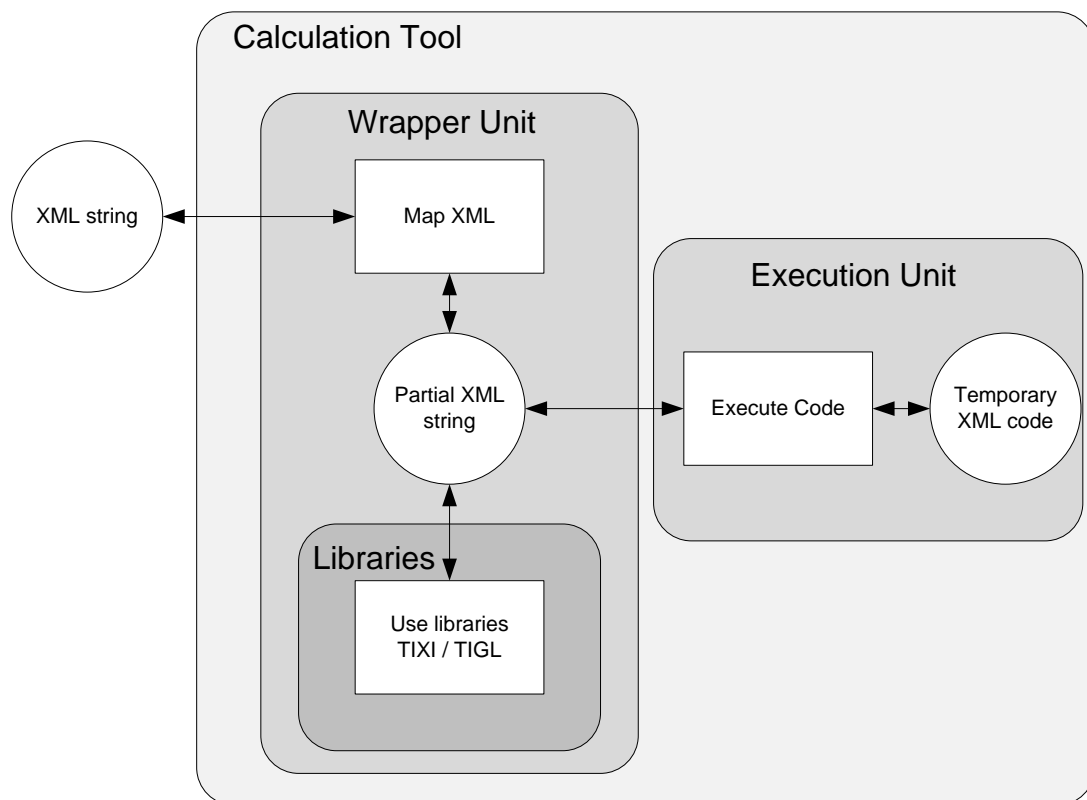 Calculation Tool
Wrapper Unit
XML string
Map XML
Execution Unit
Partial XML
string
Execute Code
Temporary
XML code
Libraries
Use libraries
TIXI / TIGL